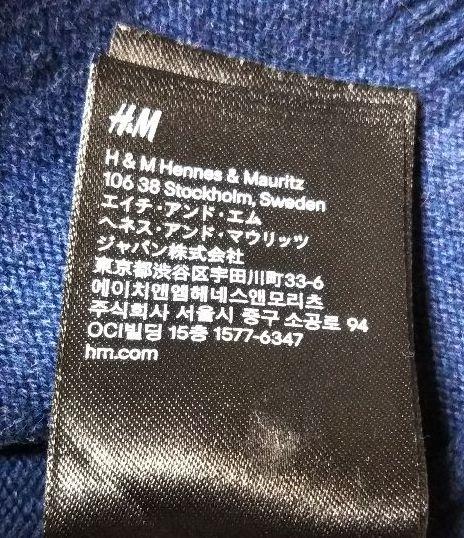 H&M
H & M Hennes & Mauritz
106 38 Stockholm, Sweden
エイチ・アンド・エム
ヘネス・アンド・マウリッツ
ジャパン株式会社
東京都渋谷区宇田川町33-6
에이치앤엠헤네스앤모리츠
주식회사 서울시 중구 소공로 94
OCI빌딩 15층 1577-6347
hm.com